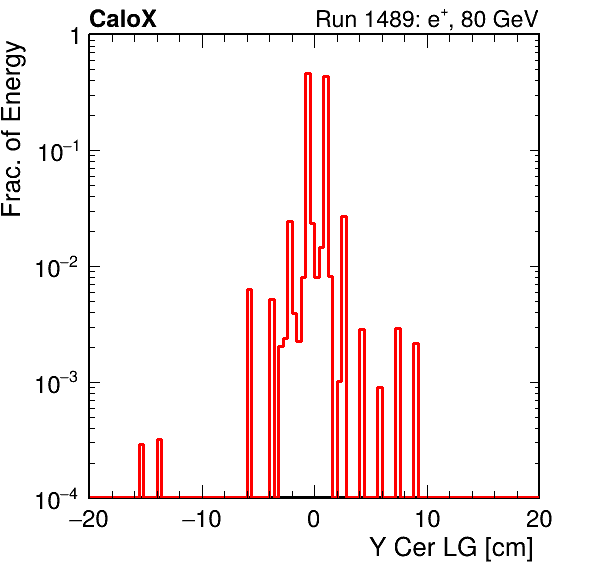 CaloX Run 1489: e⁺, 80 GeV
Frac. of Energy
1
10⁻¹
10⁻²
10⁻³
10⁻⁴
−20 −10 0 10 20
Y Cer LG [cm]